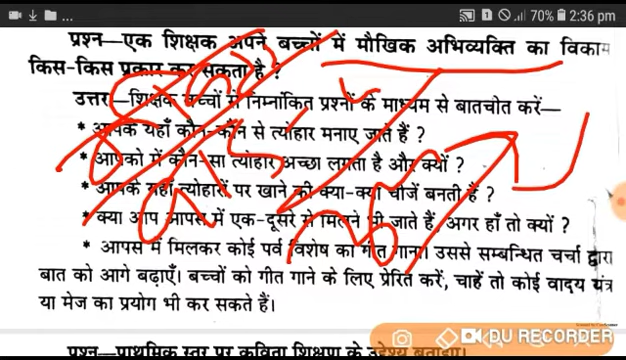 70% 2:36 pm
प्रश्न—एक शिक्षक अपने बच्चों में मौखिक अभिव्यक्ति का विकास
किस-किस प्रकार कर सकता है ?
उत्तर—शिक्षक बच्चों में निम्नांकित प्रश्नों के माध्यम से बातचीत करें—
* आपके यहाँ कौन-कौन से त्योहार मनाए जाते हैं ?
* आपको में कौन-सा त्योहार अच्छा लगता है और क्यों ?
* आपके यहाँ त्योहारों पर खाने की क्या-क्या चीजें बनती हैं ?
* क्या आप आपस में एक-दूसरे से मिलने भी जाते हैं, अगर हाँ तो क्यों ?
* आपस में मिलकर कोई पर्व विशेष का गीत गाना। उससे सम्बन्धित चर्चा द्वारा
बात को आगे बढ़ाएँ। बच्चों को गीत गाने के लिए प्रेरित करें, चाहें तो कोई वाद्य यंत्र
या मेज का प्रयोग भी कर सकते हैं।
DU RECORDER
प्रश्न—प्राथमिक स्तर पर कविता शिक्षण के उद्देश्य बताइए।